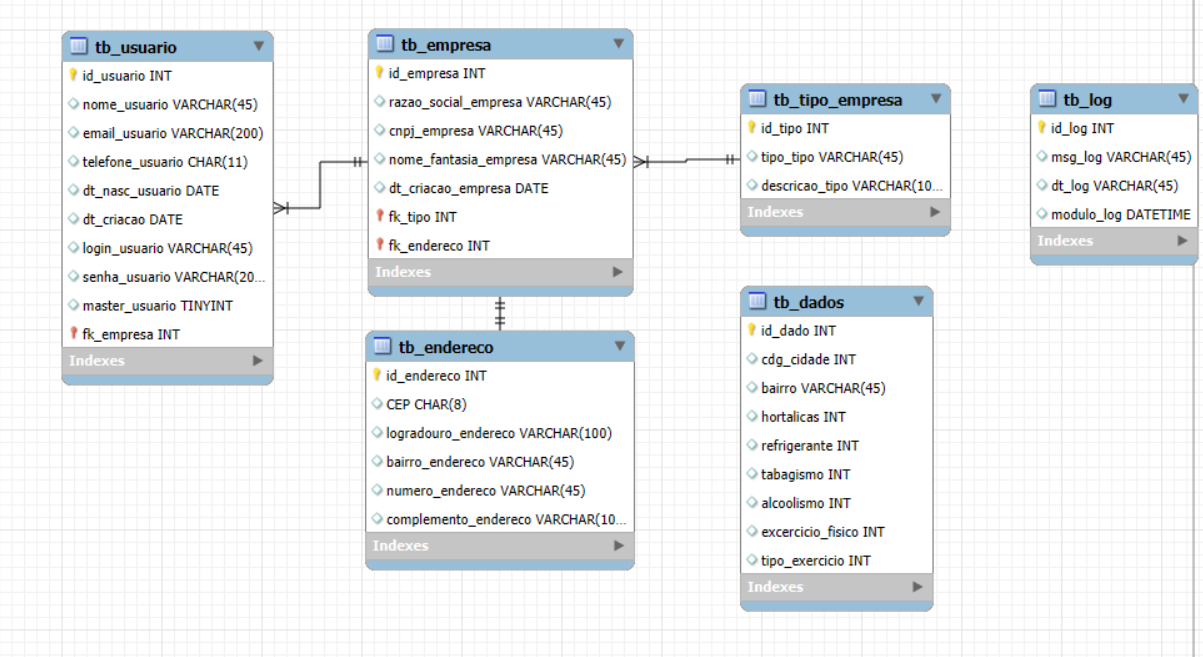 tb_usuario
id_usuario INT
nome_usuario VARCHAR(45)
email_usuario VARCHAR(200)
telefone_usuario CHAR(11)
dt_nasc_usuario DATE
dt_criacao DATE
login_usuario VARCHAR(45)
senha_usuario VARCHAR(20...
master_usuario TINYINT
fk_empresa INT
Indexes
tb_empresa
id_empresa INT
razao_social_empresa VARCHAR(45)
cnpj_empresa VARCHAR(45)
nome_fantasia_empresa VARCHAR(45)
dt_criacao_empresa DATE
fk_tipo INT
fk_endereco INT
Indexes
tb_endereco
id_endereco INT
CEP CHAR(8)
logradouro_endereco VARCHAR(100)
bairro_endereco VARCHAR(45)
numero_endereco VARCHAR(45)
complemento_endereco VARCHAR(10...
Indexes
tb_tipo_empresa
id_tipo INT
tipo_tipo VARCHAR(45)
descricao_tipo VARCHAR(10...
Indexes
tb_dados
id_dado INT
cdg_cidade INT
bairro VARCHAR(45)
hortalicas INT
refrigerante INT
tabagismo INT
alcoolismo INT
excercicio_fisico INT
tipo_exercicio INT
Indexes
tb_log
id_log INT
msg_log VARCHAR(45)
dt_log VARCHAR(45)
modulo_log DATETIME
Indexes